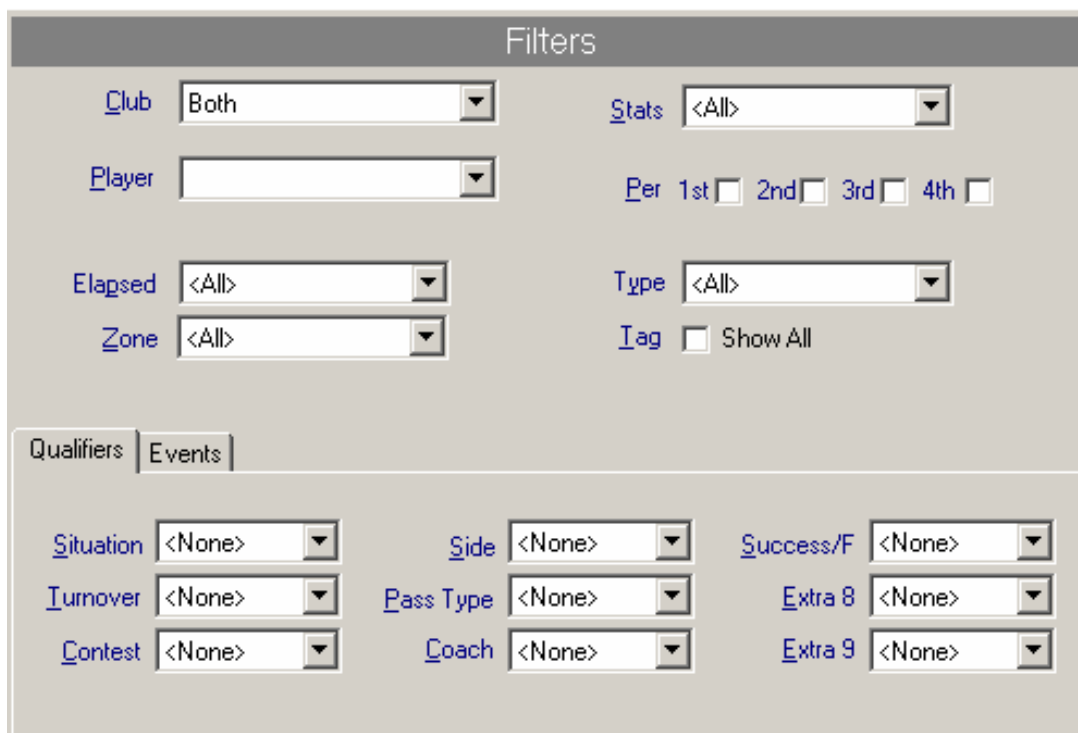 Filters
Club Both Stats <All>
Player Per 1st 2nd 3rd 4th
Elapsed <All> Type <All>
Zone <All> Tag Show All
Qualifiers Events
Situation <None> Side <None> Success/F <None>
Turnover <None> Pass Type <None> Extra 8 <None>
Contest <None> Coach <None> Extra 9 <None>